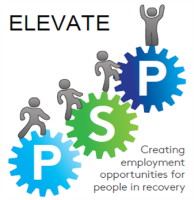 ELEVATE
P
S
P
Creating
employment
opportunities for
people in recovery